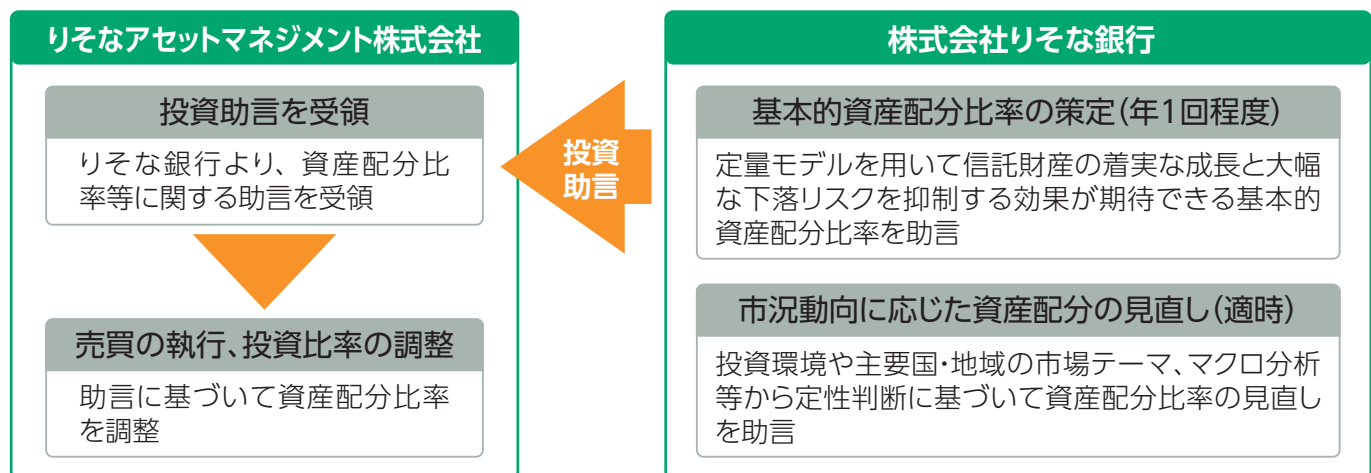 りそなアセットマネジメント株式会社
投資助言を受領
りそな銀行より、資産配分比
率等に関する助言を受領
売買の執行、投資比率の調整
助言に基づいて資産配分比率
を調整
投資
助言
株式会社りそな銀行
基本的資産配分比率の策定(年1回程度)
定量モデルを用いて信託財産の着実な成長と大幅
な下落リスクを抑制する効果が期待できる基本的
資産配分比率を助言
市況動向に応じた資産配分の見直し(適時)
投資環境や主要国・地域の市場テーマ、マクロ分析
等から定性判断に基づいて資産配分比率の見直し
を助言